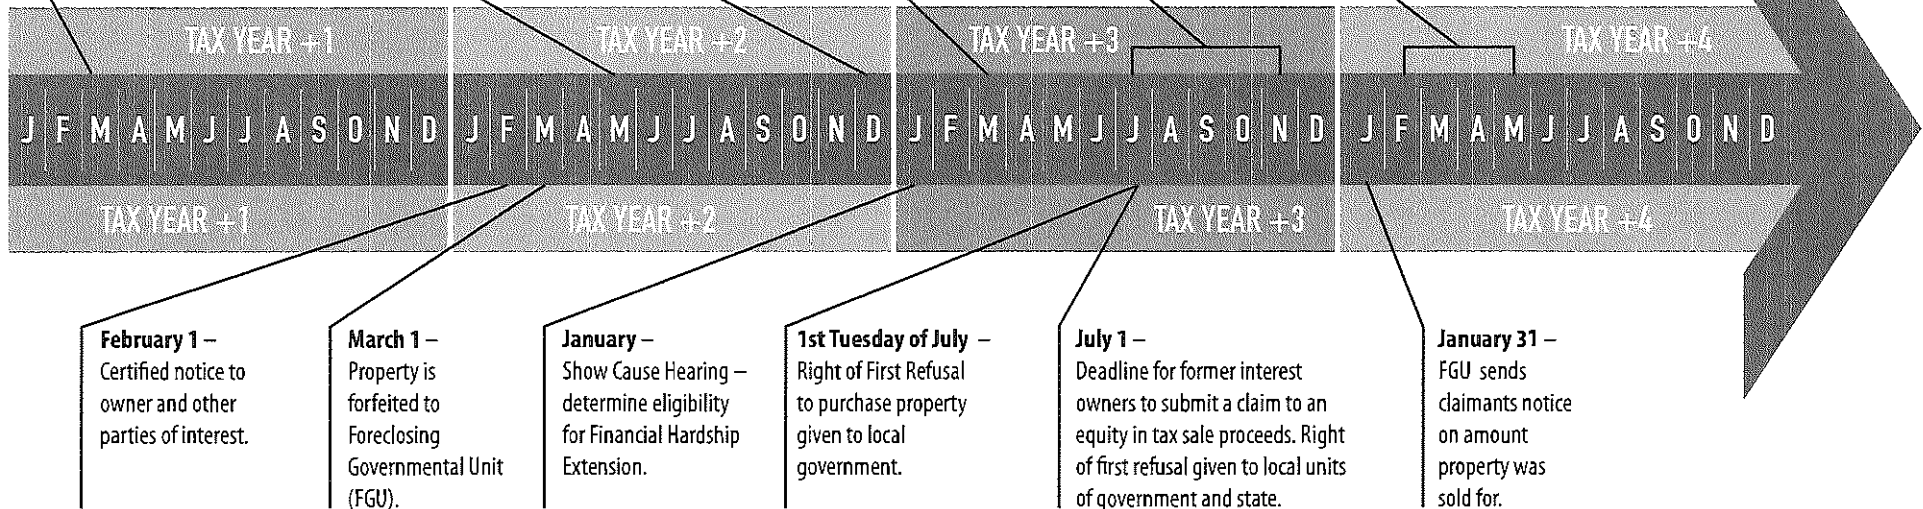 TAX YEAR +1
TAX YEAR +2
TAX YEAR +3
TAX YEAR +4
J F M A M J J A S O N D J F M A M J J A S O N D J F M A M J J A S O N D J F M A M J J A S O N D
TAX YEAR +1
TAX YEAR +2
TAX YEAR +3
TAX YEAR +4
February 1 –
Certified notice to
owner and other
parties of interest.
March 1 –
Property is
forfeited to
Foreclosing
Governmental Unit
(FGU).
January –
Show Cause Hearing –
determine eligibility
for Financial Hardship
Extension.
1st Tuesday of July –
Right of First Refusal
to purchase property
given to local
government.
July 1 –
Deadline for former interest
owners to submit a claim to an
equity in tax sale proceeds. Right
of first refusal given to local units
of government and state.
January 31 –
FGU sends
claimants notice
on amount
property was
sold for.